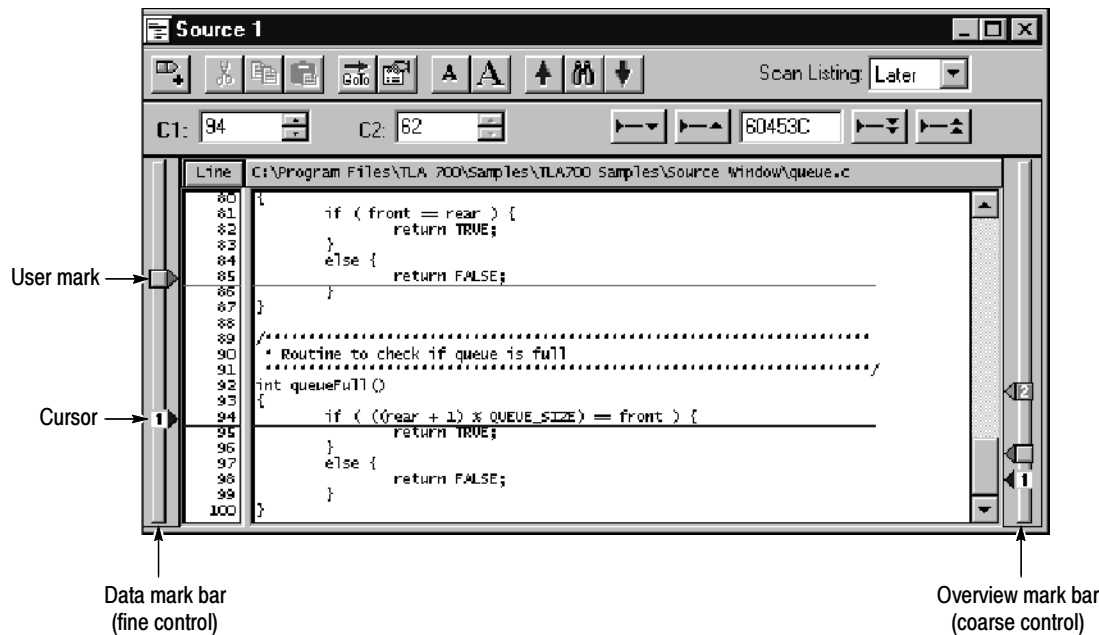 Source 1
GoTo A A Scan Listing: Later
C1: 94 C2: 62 60453C
Line C:\Program Files\TLA 700\Samples\TLA700 Samples\Source Window\queue.c
80 {
81 if ( front == rear ) {
82 return TRUE;
83 }
84 else {
85 return FALSE;
86 }
87 }
88
89 /******************************************************************************
90 * Routine to check if queue is full
91 ******************************************************************************/
92 int queueFull()
93 {
94 if ( ((rear + 1) % QUEUE_SIZE) == front ) {
95 return TRUE;
96 }
97 else {
98 return FALSE;
99 }
100 }
User mark
Cursor
1
2
1
Data mark bar
(fine control)
Overview mark bar
(coarse control)